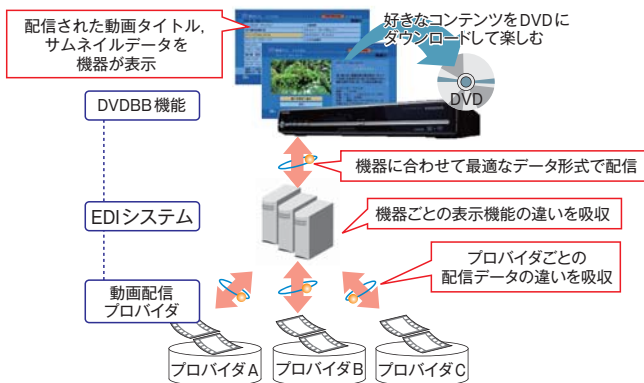 配信された動画タイトル,
サムネイルデータを
機器が表示
好きなコンテンツをDVDに
ダウンロードして楽しむ
DVD
DVDBB機能
機器に合わせて最適なデータ形式で配信
EDIシステム
機器ごとの表示機能の違いを吸収
プロバイダごとの
配信データの違いを吸収
動画配信
プロバイダ
プロバイダA
プロバイダB
プロバイダC